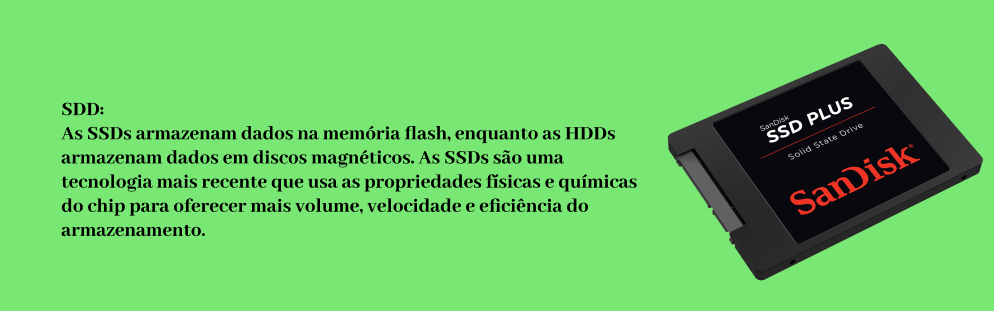 SDD:
As SSDs armazenam dados na memória flash, enquanto as HDDs
armazenam dados em discos magnéticos. As SSDs são uma
tecnologia mais recente que usa as propriedades físicas e químicas
do chip para oferecer mais volume, velocidade e eficiência do
armazenamento.
SanDisk
SSD PLUS
Solid State Drive
SanDisk®